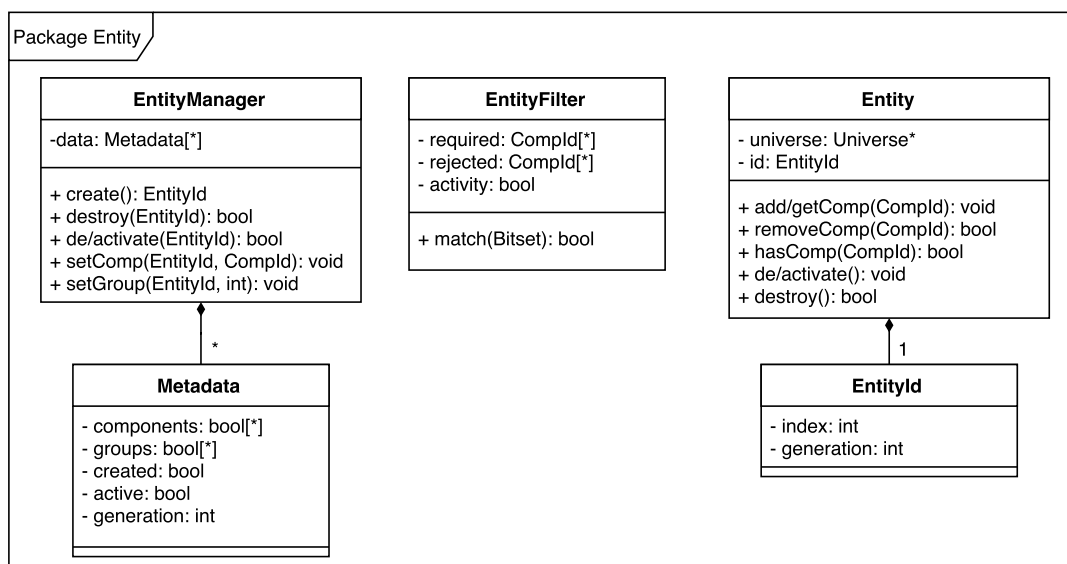 Package Entity
EntityManager
-data: Metadata[*]
+ create(): EntityId
+ destroy(EntityId): bool
+ de/activate(EntityId): bool
+ setComp(EntityId, CompId): void
+ setGroup(EntityId, int): void
*
Metadata
- components: bool[*]
- groups: bool[*]
- created: bool
- active: bool
- generation: int
EntityFilter
- required: CompId[*]
- rejected: CompId[*]
- activity: bool
+ match(Bitset): bool
Entity
- universe: Universe*
- id: EntityId
+ add/getComp(CompId): void
+ removeComp(CompId): bool
+ hasComp(CompId): bool
+ de/activate(): void
+ destroy(): bool
1
EntityId
- index: int
- generation: int